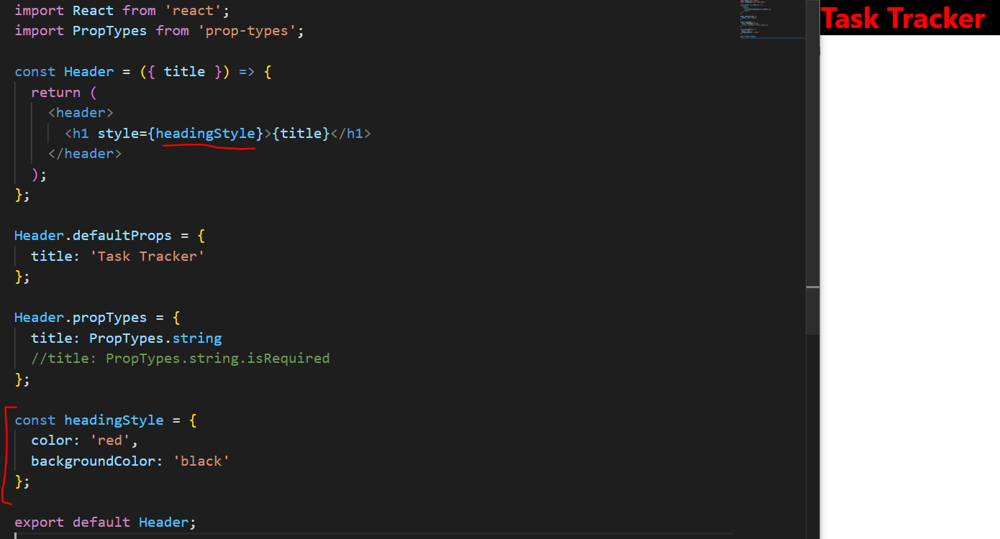 import React from 'react';
import PropTypes from 'prop-types';
const Header = ({ title }) => {
  return (
    <header>
      <h1 style={headingStyle}>{title}</h1>
    </header>
  );
};
Header.defaultProps = {
  title: 'Task Tracker'
};
Header.propTypes = {
  title: PropTypes.string
  //title: PropTypes.string.isRequired
};
const headingStyle = {
  color: 'red',
  backgroundColor: 'black'
};
export default Header;
Task Tracker